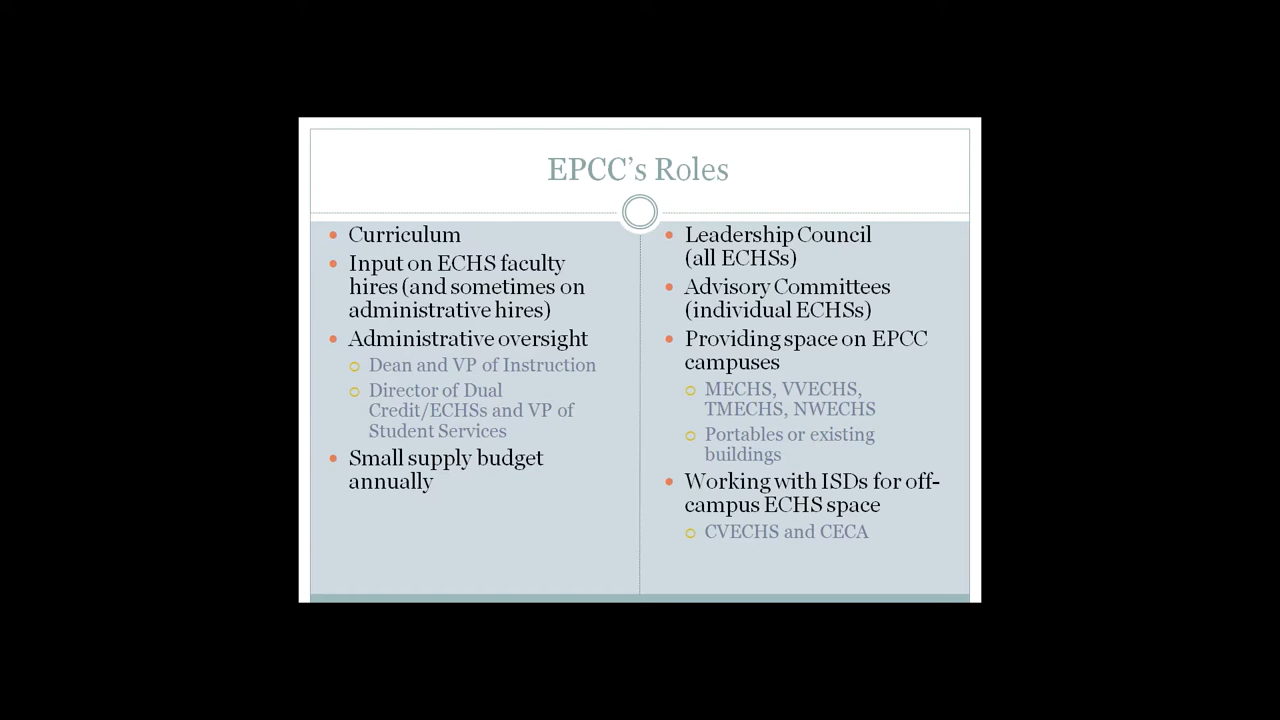 EPCC’s Roles
Curriculum
Input on ECHS faculty
hires (and sometimes on
administrative hires)
Administrative oversight
Dean and VP of Instruction
Director of Dual
Credit/ECHSs and VP of
Student Services
Small supply budget
annually
Leadership Council
(all ECHSs)
Advisory Committees
(individual ECHSs)
Providing space on EPCC
campuses
MECHS, VVECHS,
TMECHS, NWECHS
Portables or existing
buildings
Working with ISDs for off-
campus ECHS space
CVECHS and CECA